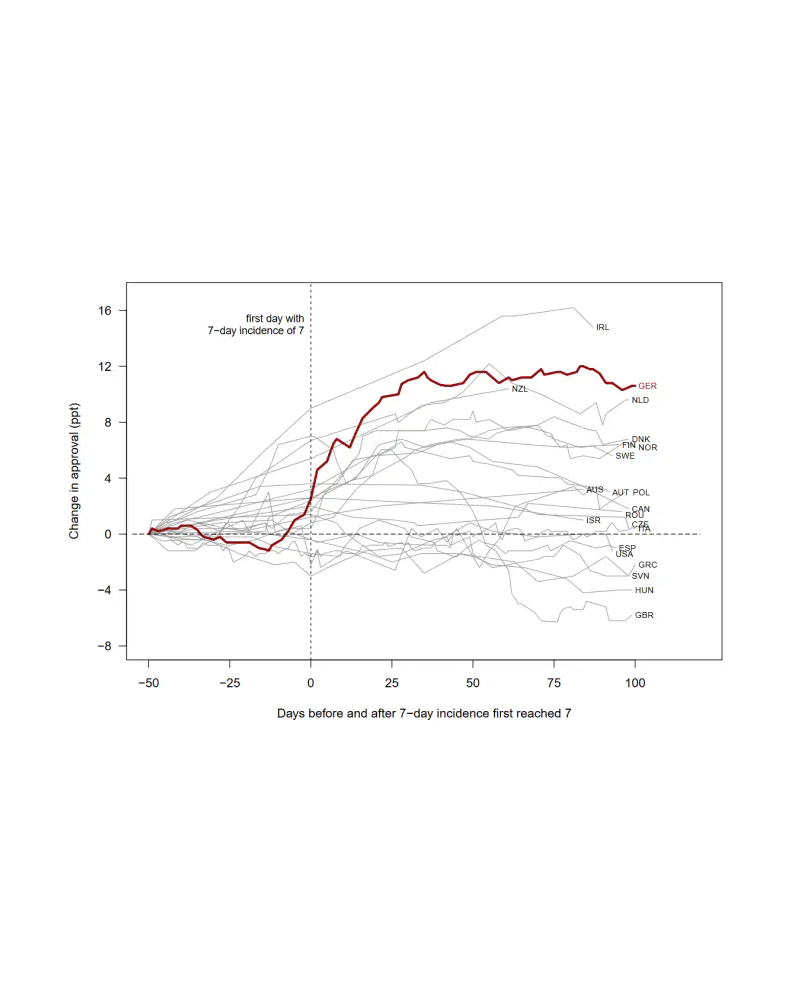 16
12
8
4
0
−4
−8
Change in approval (ppt)
first day with
7−day incidence of 7
IRL
GER
NZL
NLD
DNK
FIN
NOR
SWE
AUS
AUT
POL
CAN
ROU
ISR
CZE
ITA
ESP
USA
GRC
SVN
HUN
GBR
−50
−25
0
25
50
75
100
Days before and after 7−day incidence first reached 7